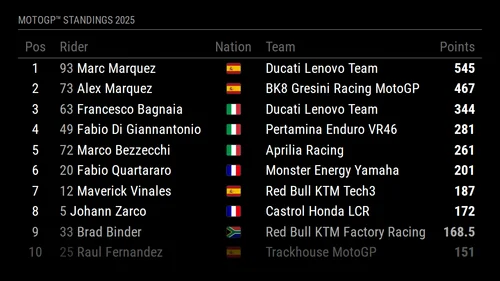 MOTOGP™ STANDINGS 2025
Pos Rider Nation Team Points
1 93 Marc Marquez Ducati Lenovo Team 545
2 73 Alex Marquez BK8 Gresini Racing MotoGP 467
3 63 Francesco Bagnaia Ducati Lenovo Team 344
4 49 Fabio Di Giannantonio Pertamina Enduro VR46 281
5 72 Marco Bezzecchi Aprilia Racing 261
6 20 Fabio Quartararo Monster Energy Yamaha 201
7 12 Maverick Vinales Red Bull KTM Tech3 187
8 5 Johann Zarco Castrol Honda LCR 172
9 33 Brad Binder Red Bull KTM Factory Racing 168.5
10 25 Raul Fernandez Trackhouse MotoGP 151